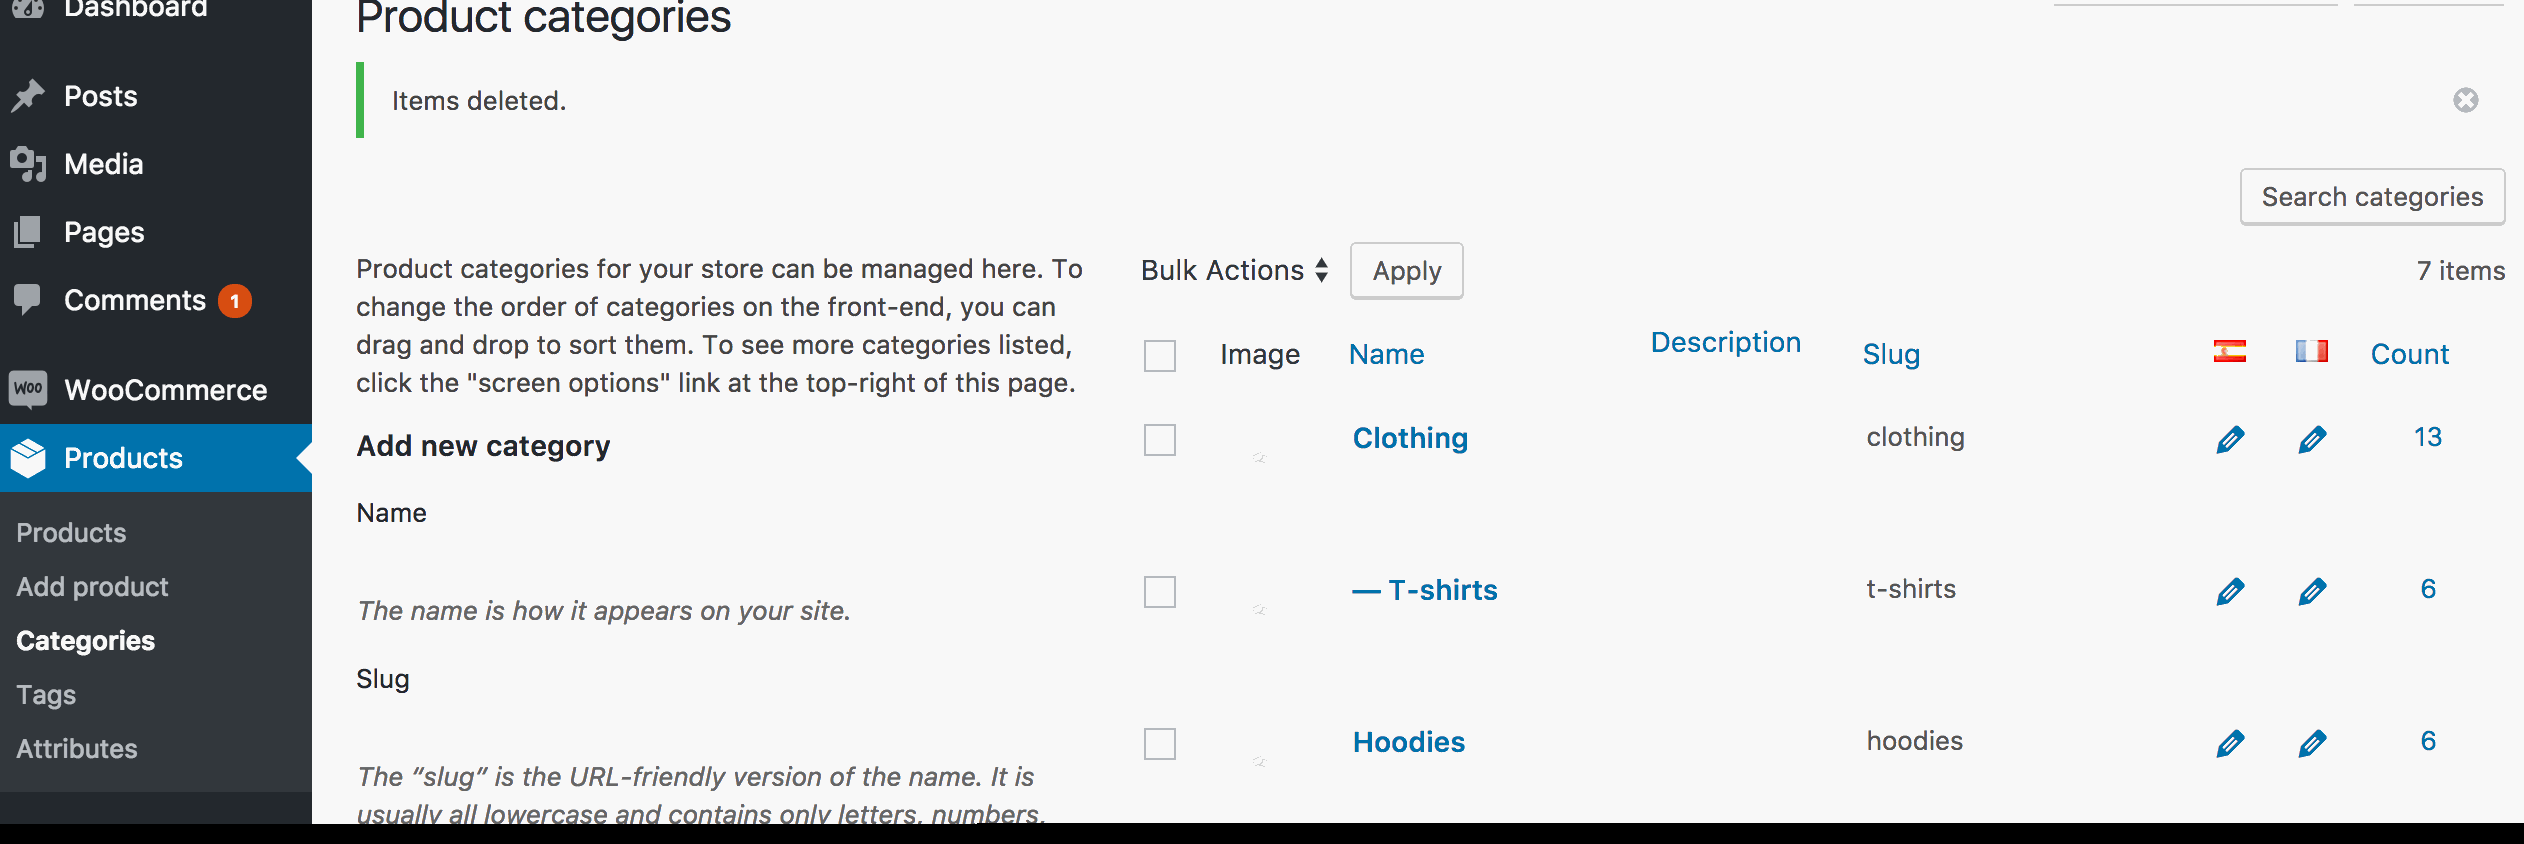 Dashboard
Posts
Media
Pages
Comments 1
Woo WooCommerce
Products
Products
Add product
Categories
Tags
Attributes
Product categories
Items deleted.
Search categories
Product categories for your store can be managed here. To
change the order of categories on the front-end, you can
drag and drop to sort them. To see more categories listed,
click the "screen options" link at the top-right of this page.
Add new category
Name
The name is how it appears on your site.
Slug
The “slug” is the URL-friendly version of the name. It is
usually all lowercase and contains only letters, numbers,
Bulk Actions Apply 7 items
Image Name Description Slug Count
Clothing clothing 13
— T-shirts t-shirts 6
Hoodies hoodies 6